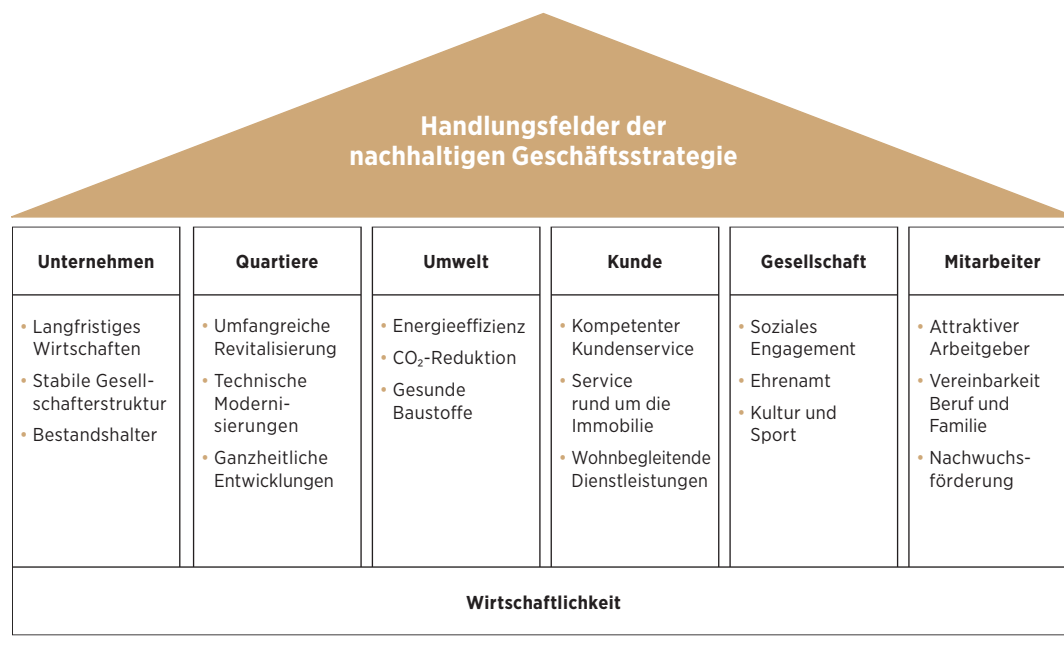 Handlungsfelder der
nachhaltigen Geschäftsstrategie
Unternehmen
• Langfristiges
Wirtschaften
• Stabile Gesell-
schafterstruktur
• Bestandshalter
Quartiere
• Umfangreiche
Revitalisierung
• Technische
Moderni-
sierungen
• Ganzheitliche
Entwicklungen
Umwelt
• Energieeffizienz
• CO₂-Reduktion
• Gesunde
Baustoffe
Kunde
• Kompetenter
Kundenservice
• Service
rund um die
Immobilie
• Wohnbegleitende
Dienstleistungen
Gesellschaft
• Soziales
Engagement
• Ehrenamt
• Kultur und
Sport
Mitarbeiter
• Attraktiver
Arbeitgeber
• Vereinbarkeit
Beruf und
Familie
• Nachwuchs-
förderung
Wirtschaftlichkeit